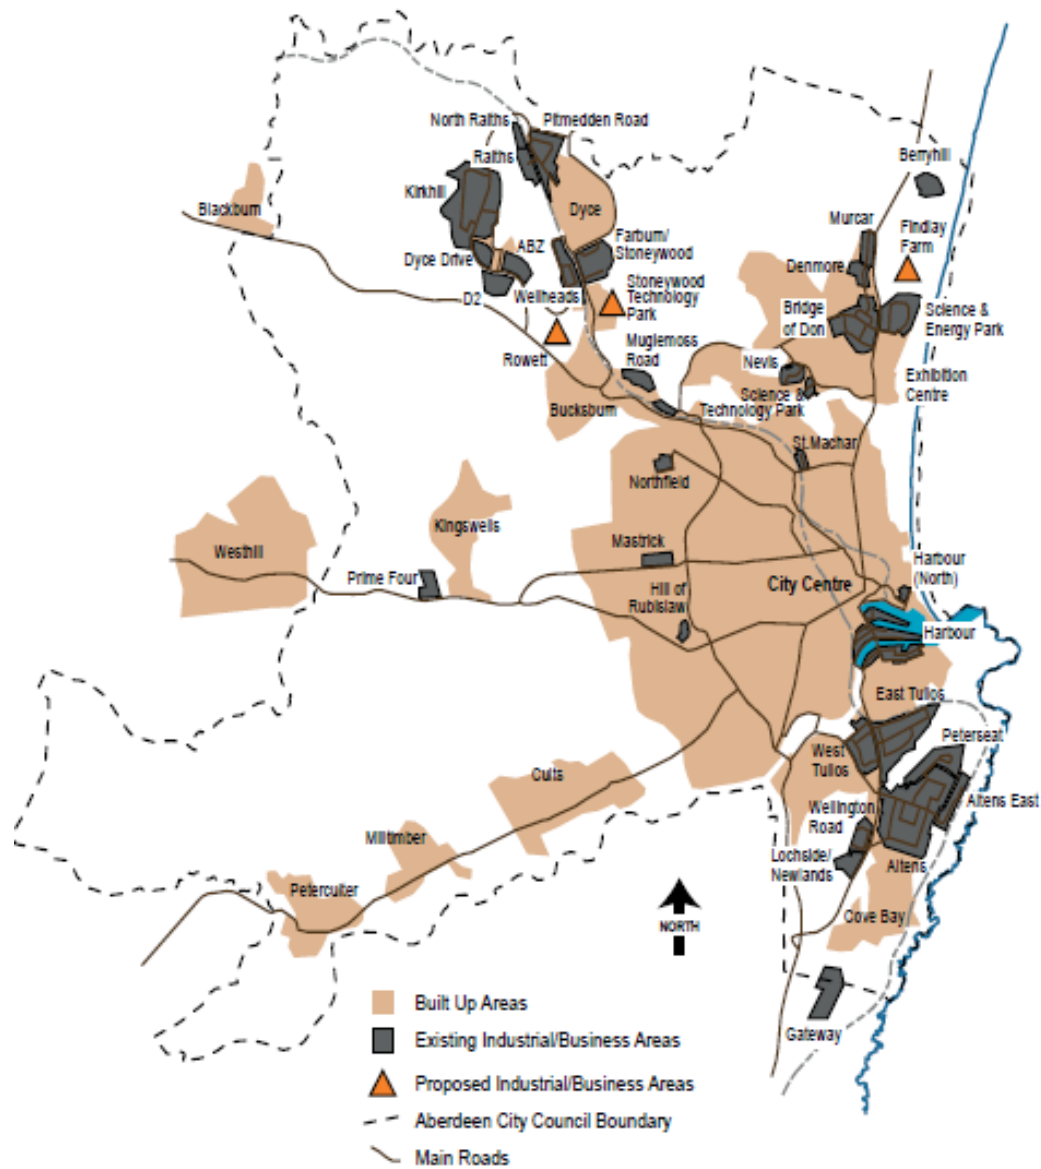 North Raiths
Pitmedden Road
Raiths
Berryhill
Kirkhill
Blackburn
Dyce
Murcar
Findlay
Farm
Farburn/
Stoneywood
ABZ
Dyce Drive
Denmore
Stoneywood
Technology
Park
D2
Wellheads
Bridge
of Don
Science &
Energy Park
Muglemoss
Road
Rowett
Nevis
Exhibition
Centre
Science &
Technology Park
Bucksburn
St.Machar
Northfield
Kingswells
Westhill
Mastrick
Harbour
(North)
Prime Four
City Centre
Hill of
Rubislaw
Harbour
East Tullos
Peterseat
West
Tullos
Cults
Altens East
Wellington
Road
Milltimber
Lochside/
Newlands
Altens
Peterculter
Cove Bay
NORTH
Gateway
Built Up Areas
Existing Industrial/Business Areas
Proposed Industrial/Business Areas
Aberdeen City Council Boundary
Main Roads